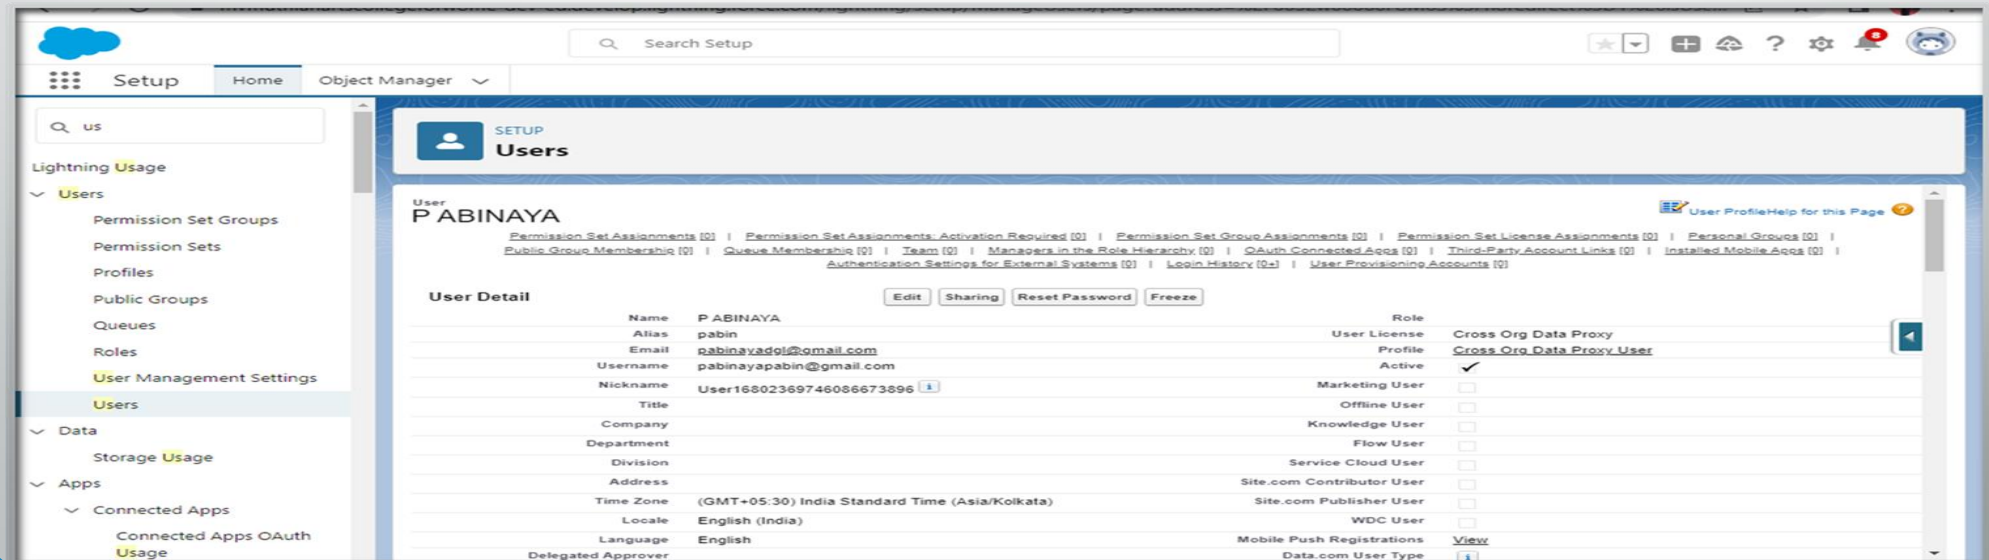 8
Search Setup
Setup
Home
Object Manager
us
Lightning Usage
Users
Permission Set Groups
Permission Sets
Profiles
Public Groups
Queues
Roles
User Management Settings
Users
Data
Storage Usage
Apps
Connected Apps
Connected Apps OAuth
Usage
SETUP
Users
User
P ABINAYA
User ProfileHelp for this Page
Permission Set Assignments [0] | Permission Set Assignments: Activation Required [0] | Permission Set Group Assignments [0] | Permission Set License Assignments [0] | Personal Groups [0] |
Public Group Membership [0] | Queue Membership [0] | Team [0] | Managers in the Role Hierarchy [0] | OAuth Connected Apps [0] | Third-Party Account Links [0] | Installed Mobile Apps [0] |
Authentication Settings for External Systems [0] | Login History [0+] | User Provisioning Accounts [0]
User Detail
Edit Sharing Reset Password Freeze
Name P ABINAYA Role
Alias pabin User License Cross Org Data Proxy
Email pabinayadgl@gmail.com Profile Cross Org Data Proxy User
Username pabinayapabin@gmail.com Active
Nickname User16802369746086673896 Marketing User
Title Offline User
Company Knowledge User
Department Flow User
Division Service Cloud User
Address Site.com Contributor User
Time Zone (GMT+05:30) India Standard Time (Asia/Kolkata) Site.com Publisher User
Locale English (India) WDC User
Language English Mobile Push Registrations View
Delegated Approver Data.com User Type